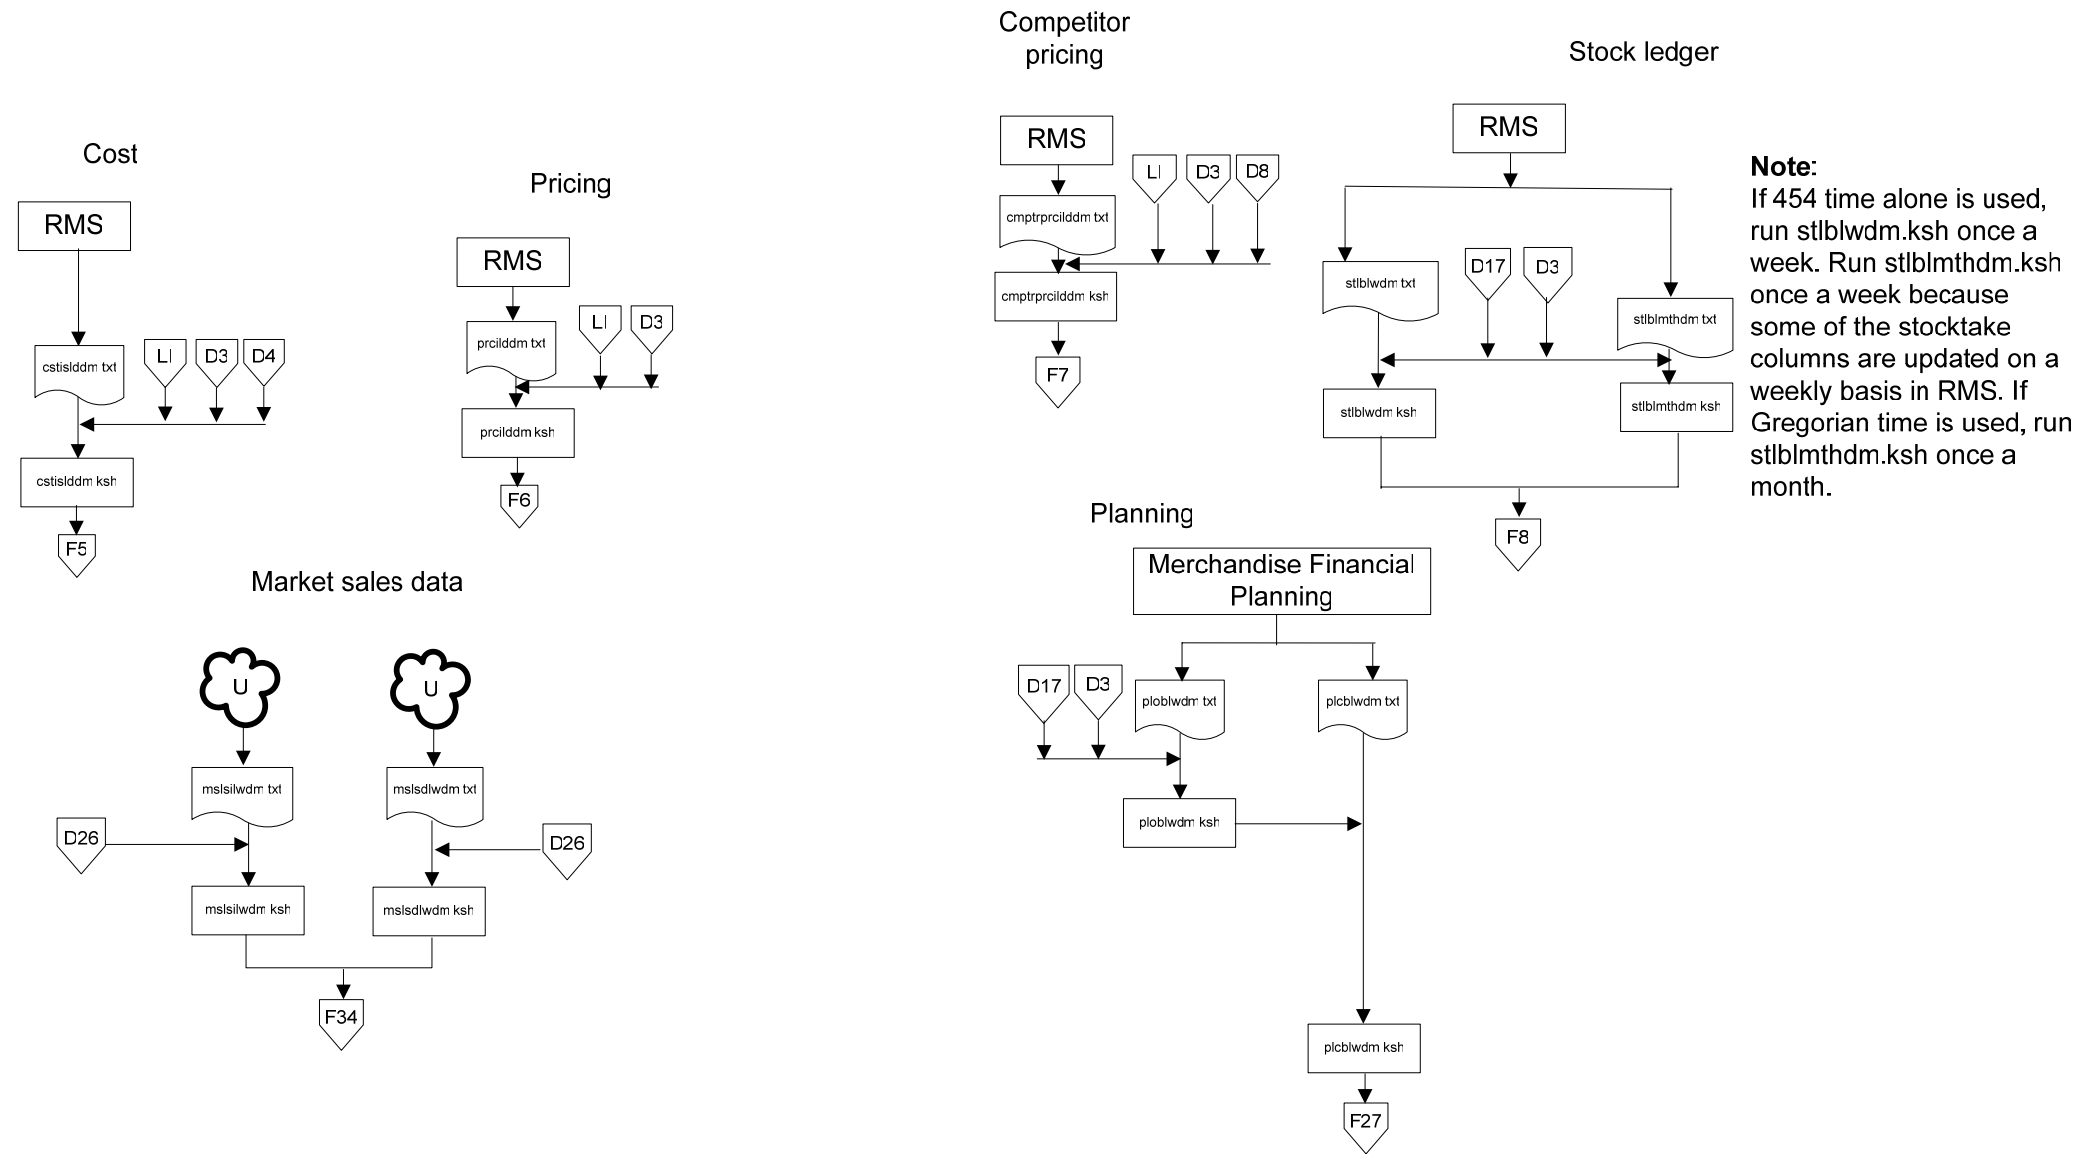 Cost
RMS
cstislddm txt
LI
D3
D4
cstislddm ksh
F5
Pricing
RMS
prcilddm txt
LI
D3
prcilddm ksh
F6
Market sales data
U
U
mslsilwdm txt
mslsdlwdm txt
D26
D26
mslsilwdm ksh
mslsdlwdm ksh
F34
Competitor
pricing
RMS
cmptrprcilddm txt
LI
D3
D8
cmptrprcilddm ksh
F7
Stock ledger
RMS
stlblwdm txt
D17
D3
stlblmthdm txt
stlblwdm ksh
stlblmthdm ksh
F8
Note:
If 454 time alone is used,
run stlblwdm.ksh once a
week. Run stlblmthdm.ksh
once a week because
some of the stocktake
columns are updated on a
weekly basis in RMS. If
Gregorian time is used, run
stlblmthdm.ksh once a
month.
Planning
Merchandise Financial
Planning
D17
D3
ploblwdm txt
plcblwdm txt
ploblwdm ksh
plcblwdm ksh
F27